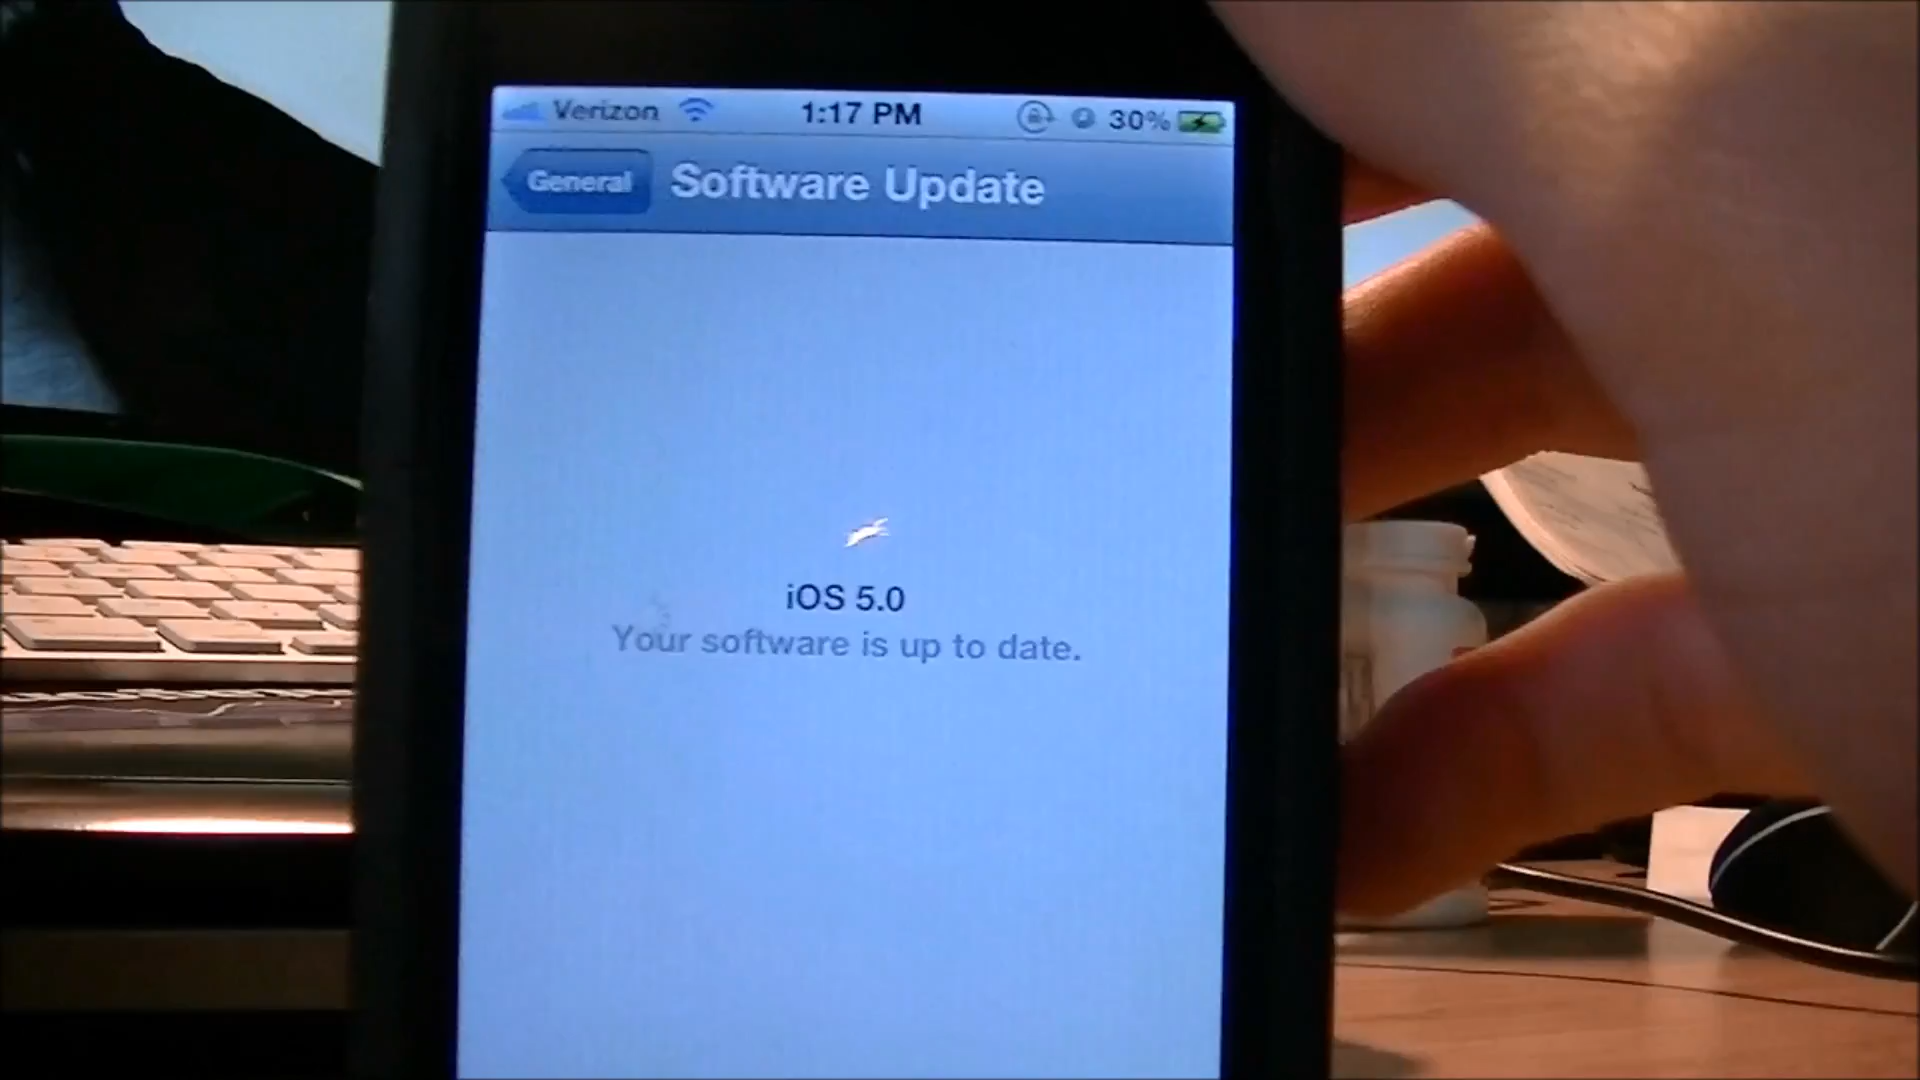 Verizon 1:17 PM 30%
General Software Update
iOS 5.0
Your software is up to date.